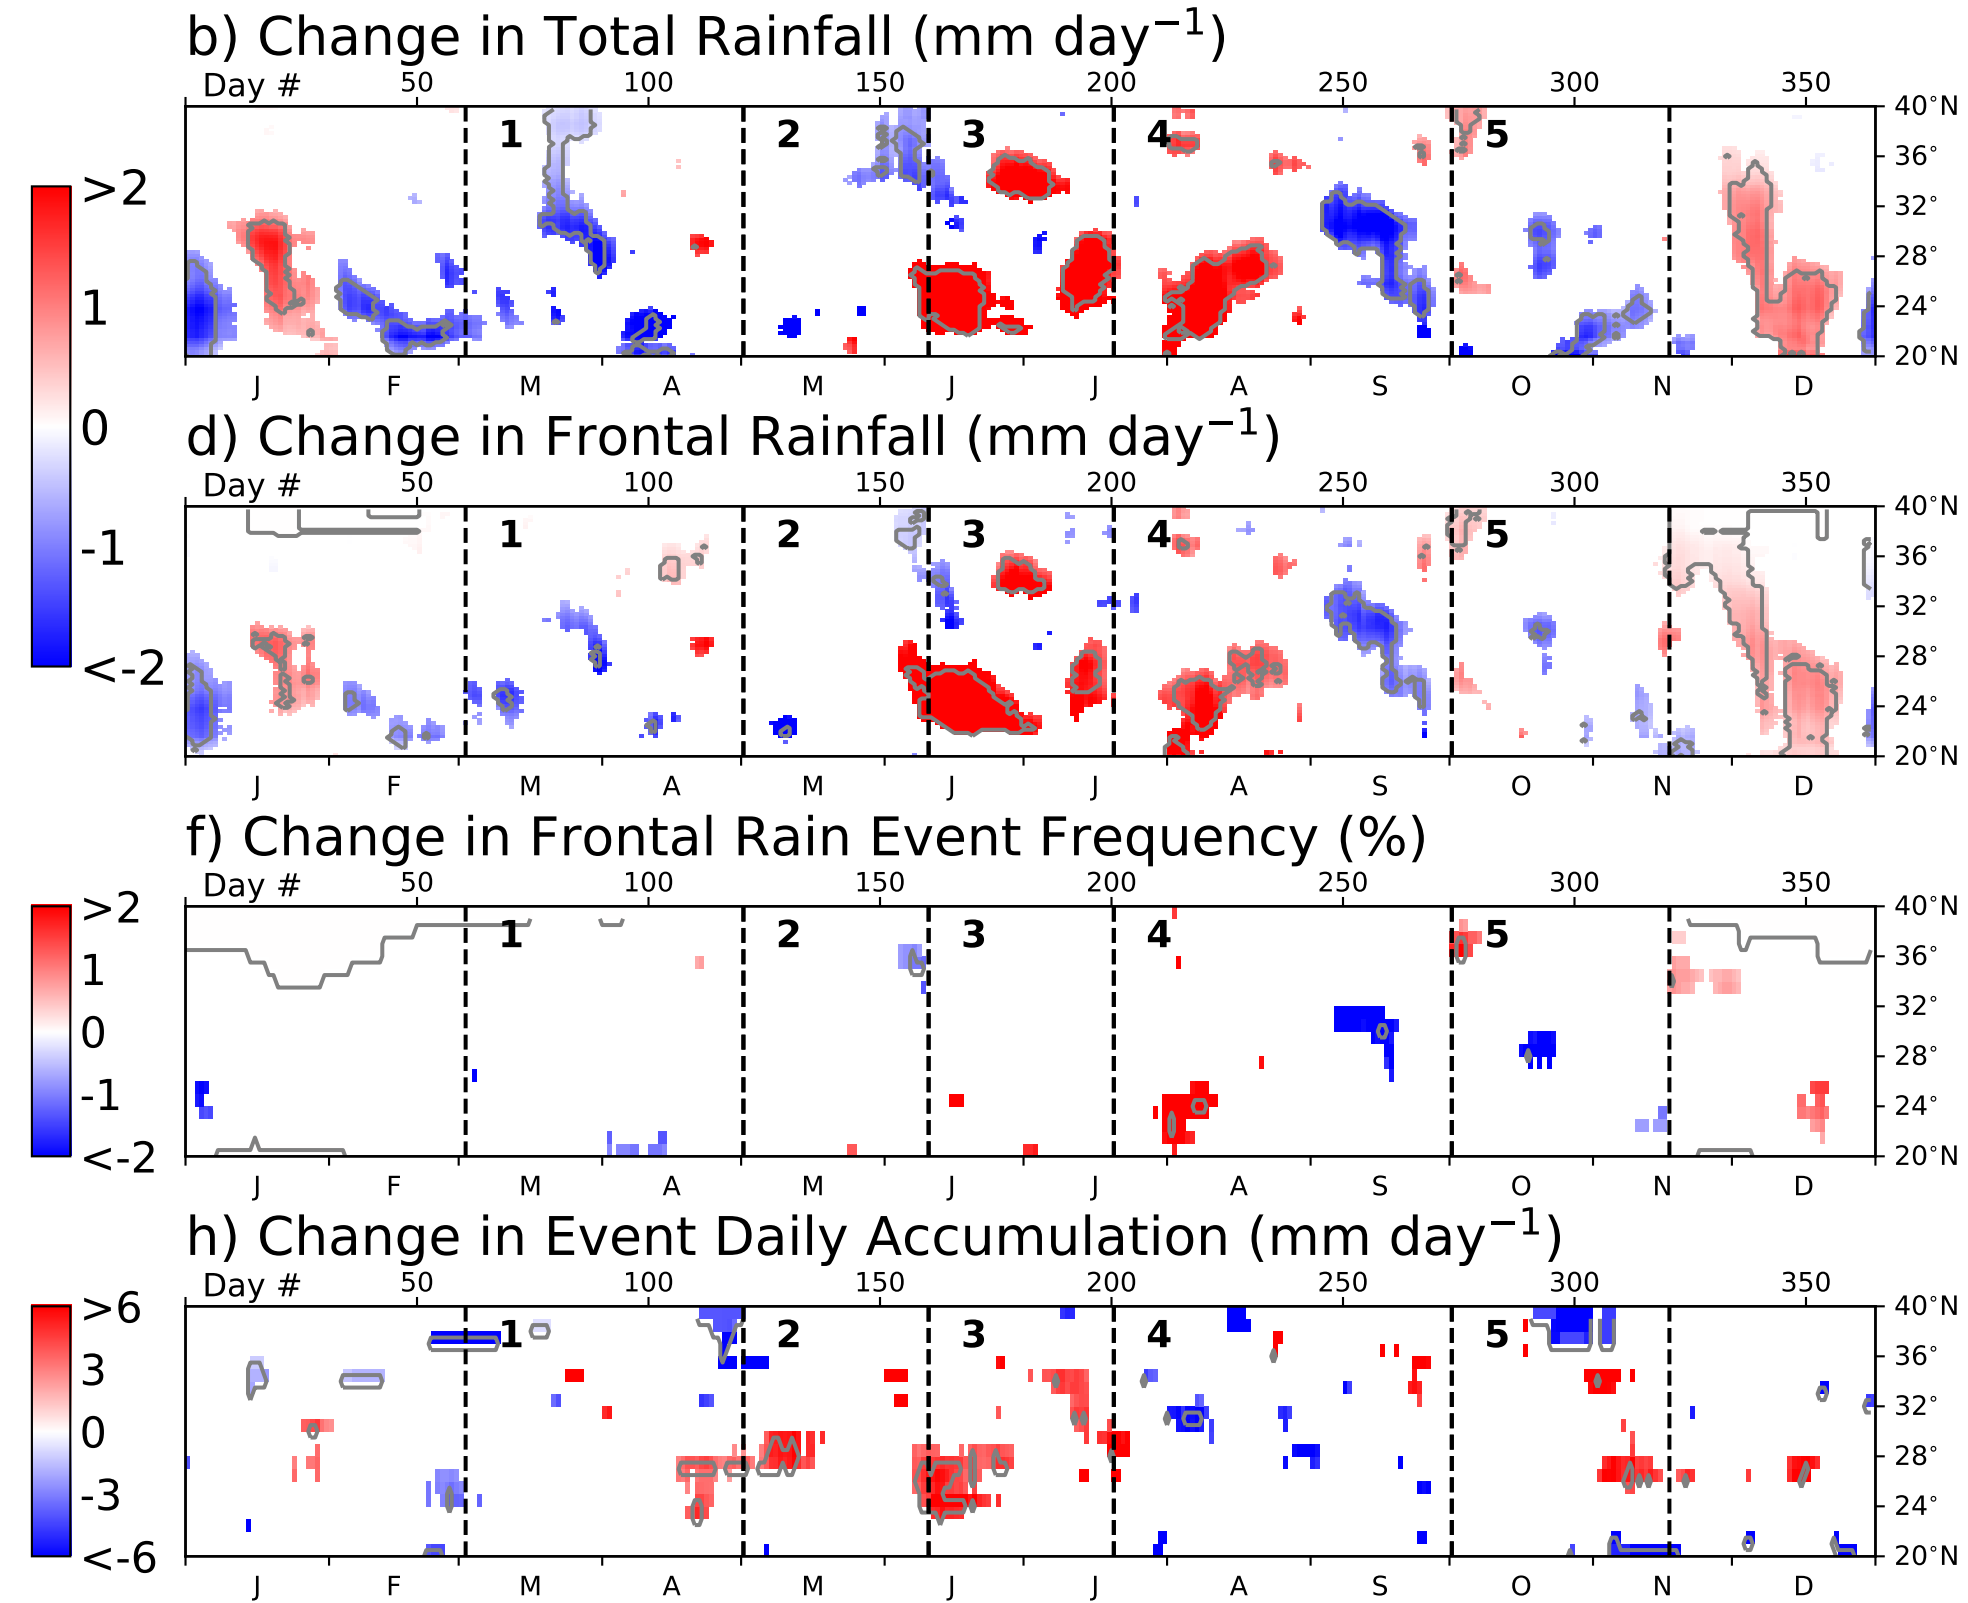 b) Change in Total Rainfall (mm day⁻¹)
Day # 50 100 150 200 250 300 350
1 2 3 4 5
40°N
36°
32°
28°
24°
20°N
J F M A M J J A S O N D
>2
1
0
-1
<-2
d) Change in Frontal Rainfall (mm day⁻¹)
Day # 50 100 150 200 250 300 350
1 2 3 4 5
40°N
36°
32°
28°
24°
20°N
J F M A M J J A S O N D
f) Change in Frontal Rain Event Frequency (%)
Day # 50 100 150 200 250 300 350
1 2 3 4 5
40°N
36°
32°
28°
24°
20°N
J F M A M J J A S O N D
>2
1
0
-1
<-2
h) Change in Event Daily Accumulation (mm day⁻¹)
Day # 50 100 150 200 250 300 350
1 2 3 4 5
40°N
36°
32°
28°
24°
20°N
J F M A M J J A S O N D
>6
3
0
-3
<-6